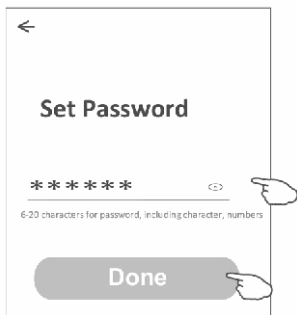 Set Password
******
6-20 characters for password, including character, numbers
Done